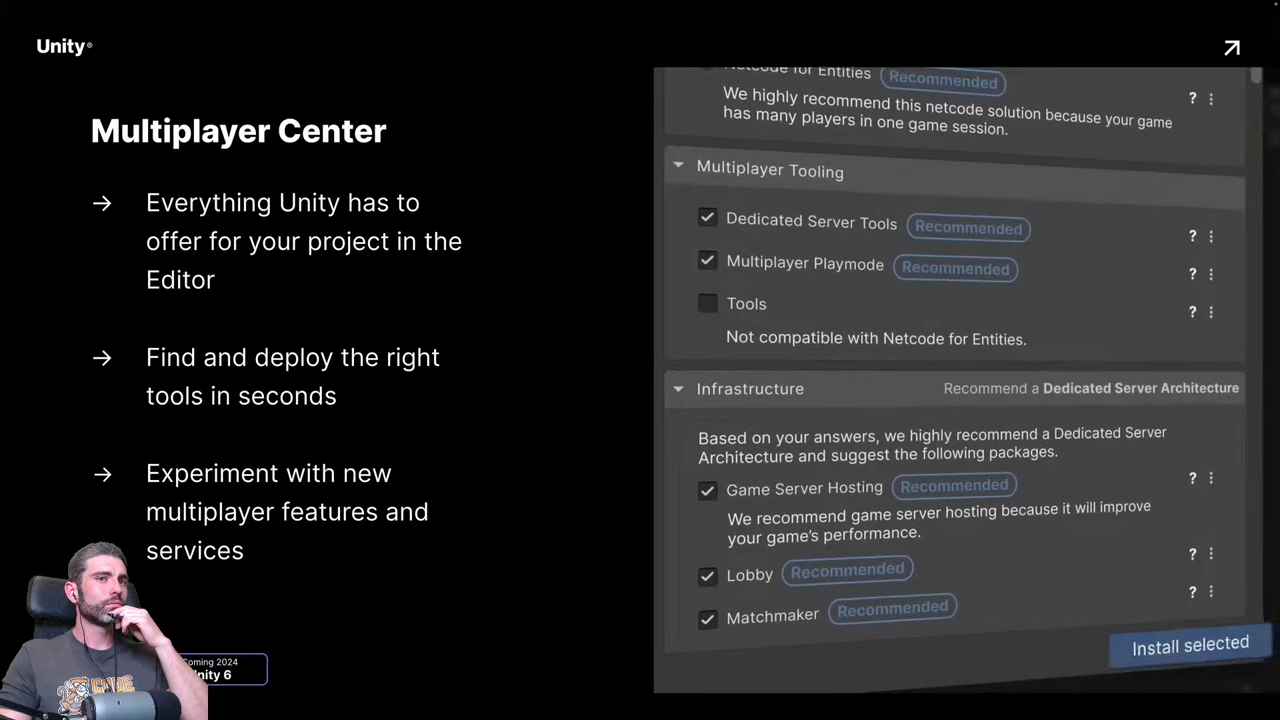 Unity®
Multiplayer Center
→ Everything Unity has to
offer for your project in the
Editor
→ Find and deploy the right
tools in seconds
→ Experiment with new
multiplayer features and
services
Coming 2024
Unity 6
Netcode for Entities Recommended
We highly recommend this netcode solution because your game
has many players in one game session.
Multiplayer Tooling
Dedicated Server Tools Recommended
Multiplayer Playmode Recommended
Tools
Not compatible with Netcode for Entities.
Infrastructure Recommend a Dedicated Server Architecture
Based on your answers, we highly recommend a Dedicated Server
Architecture and suggest the following packages.
Game Server Hosting Recommended
We recommend game server hosting because it will improve
your game's performance.
Lobby Recommended
Matchmaker Recommended
Install selected